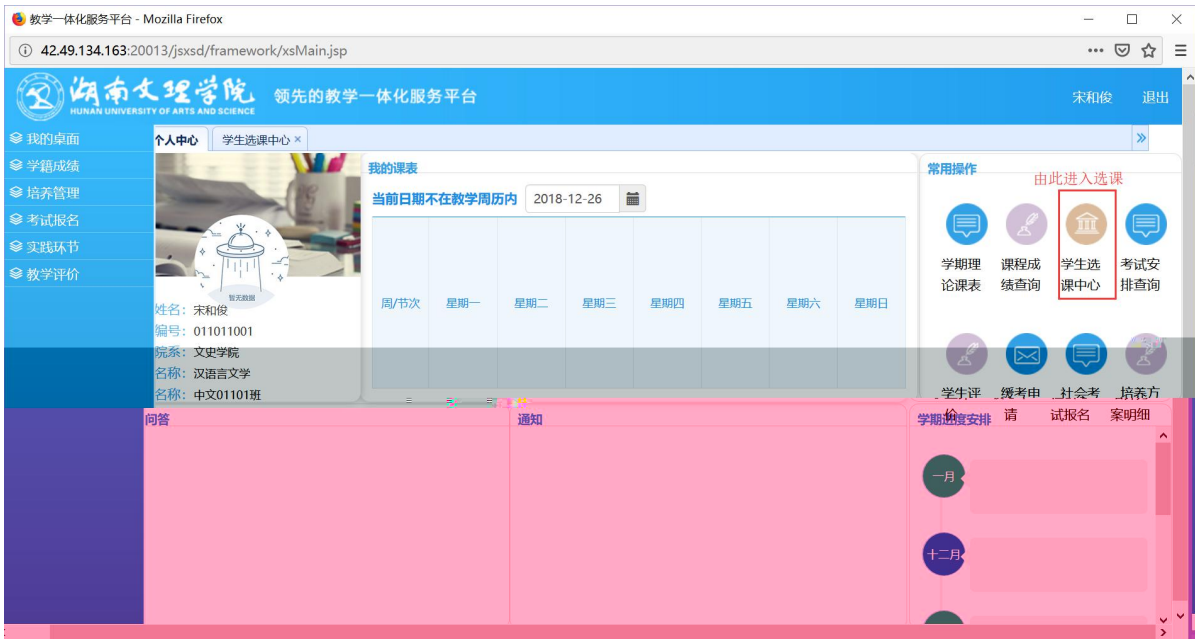 教学一体化服务平台 - Mozilla Firefox
42.49.134.163:20013/jsxsd/framework/xsMain.jsp
湖南文理学院 领先的教学一体化服务平台
HUNAN UNIVERSITY OF ARTS AND SCIENCE
宋和俊 退出
我的桌面
学籍成绩
培养管理
考试报名
实践环节
教学评价
个人中心 学生选课中心 ×
暂无数据
姓名：宋和俊
编号：011011001
院系：文史学院
名称：汉语言文学
名称：中文01101班
我的课表
当前日期不在教学周历内 2018-12-26
周/节次 星期一 星期二 星期三 星期四 星期五 星期六 星期日
常用操作
由此进入选课
学期理论课表
课程成绩查询
学生选课中心
考试安排查询
学生评价
缓考申请
社会考试报名
培养方案明细
问答
通知
学期进度安排
一月
十二月